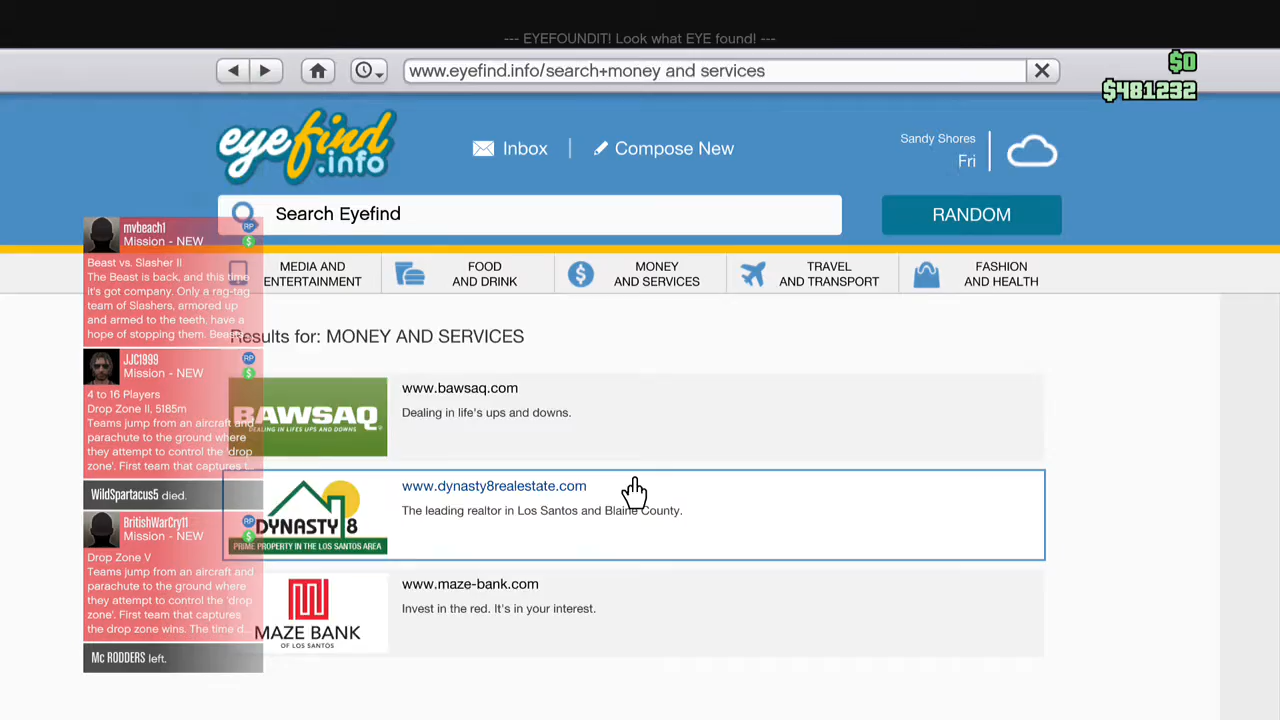 --- EYEFOUNDIT! Look what EYE found! ---
www.eyefind.info/search+money and services
$0
$481232
eyefind
.info
Inbox
Compose New
Sandy Shores
Fri
Search Eyefind
RANDOM
MEDIA AND
ENTERTAINMENT
FOOD
AND DRINK
MONEY
AND SERVICES
TRAVEL
AND TRANSPORT
FASHION
AND HEALTH
Results for: MONEY AND SERVICES
BAWSAQ
DEALING IN LIFE'S UPS AND DOWNS.
www.bawsaq.com
Dealing in life's ups and downs.
DYNASTY 8
PRIME PROPERTY IN THE LOS SANTOS AREA
www.dynasty8realestate.com
The leading realtor in Los Santos and Blaine County.
MAZE BANK
OF LOS SANTOS
www.maze-bank.com
Invest in the red. It's in your interest.
mvbeach1
Mission - NEW
RP
$
Beast vs. Slasher II
The Beast is back, and this time
it's got company. Only a rag-tag
team of Slashers, armored up
and armed to the teeth, have a
hope of stopping them. Beas
JJC1999
Mission - NEW
RP
$
4 to 16 Players
Drop Zone II, 5185m
Teams jump from an aircraft and
parachute to the ground where
they attempt to control the 'drop
zone'. First team that captures t...
WildSpartacus5 died.
BritishWarCry11
Mission - NEW
RP
$
Drop Zone V
Teams jump from an aircraft and
parachute to the ground where
they attempt to control the 'drop
zone'. First team that captures
the drop zone wins. The time d...
Mc RODDERS left.